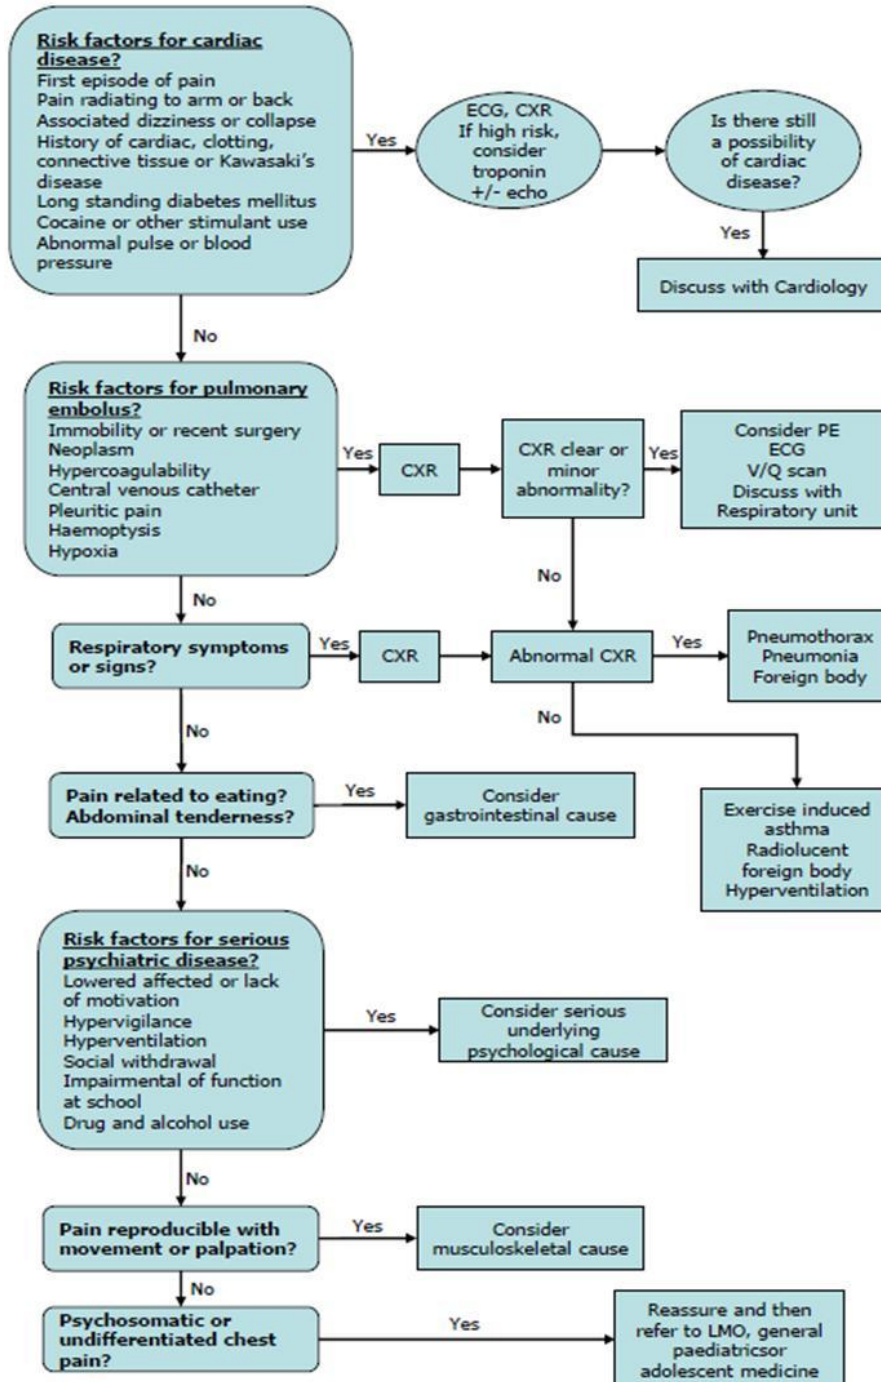 Risk factors for cardiac
disease?
First episode of pain
Pain radiating to arm or back
Associated dizziness or collapse
History of cardiac, clotting,
connective tissue or Kawasaki's
disease
Long standing diabetes mellitus
Cocaine or other stimulant use
Abnormal pulse or blood
pressure
Yes
ECG, CXR
If high risk,
consider
troponin
+/- echo
Is there still
a possibility
of cardiac
disease?
Yes
Discuss with Cardiology
No
Risk factors for pulmonary
embolus?
Immobility or recent surgery
Neoplasm
Hypercoagulability
Central venous catheter
Pleuritic pain
Haemoptysis
Hypoxia
Yes
CXR
CXR clear or
minor
abnormality?
Yes
Consider PE
ECG
V/Q scan
Discuss with
Respiratory unit
No
No
Respiratory symptoms
or signs?
Yes
CXR
Abnormal CXR
Yes
Pneumothorax
Pneumonia
Foreign body
No
No
Exercise induced
asthma
Radiolucent
foreign body
Hyperventilation
Pain related to eating?
Abdominal tenderness?
Yes
Consider
gastrointestinal cause
No
Risk factors for serious
psychiatric disease?
Lowered affected or lack
of motivation
Hypervigilance
Hyperventilation
Social withdrawal
Impairmental of function
at school
Drug and alcohol use
Yes
Consider serious
underlying
psychological cause
No
Pain reproducible with
movement or palpation?
Yes
Consider
musculoskeletal cause
No
Psychosomatic or
undifferentiated chest
pain?
Yes
Reassure and then
refer to LMO, general
paediatricsor
adolescent medicine